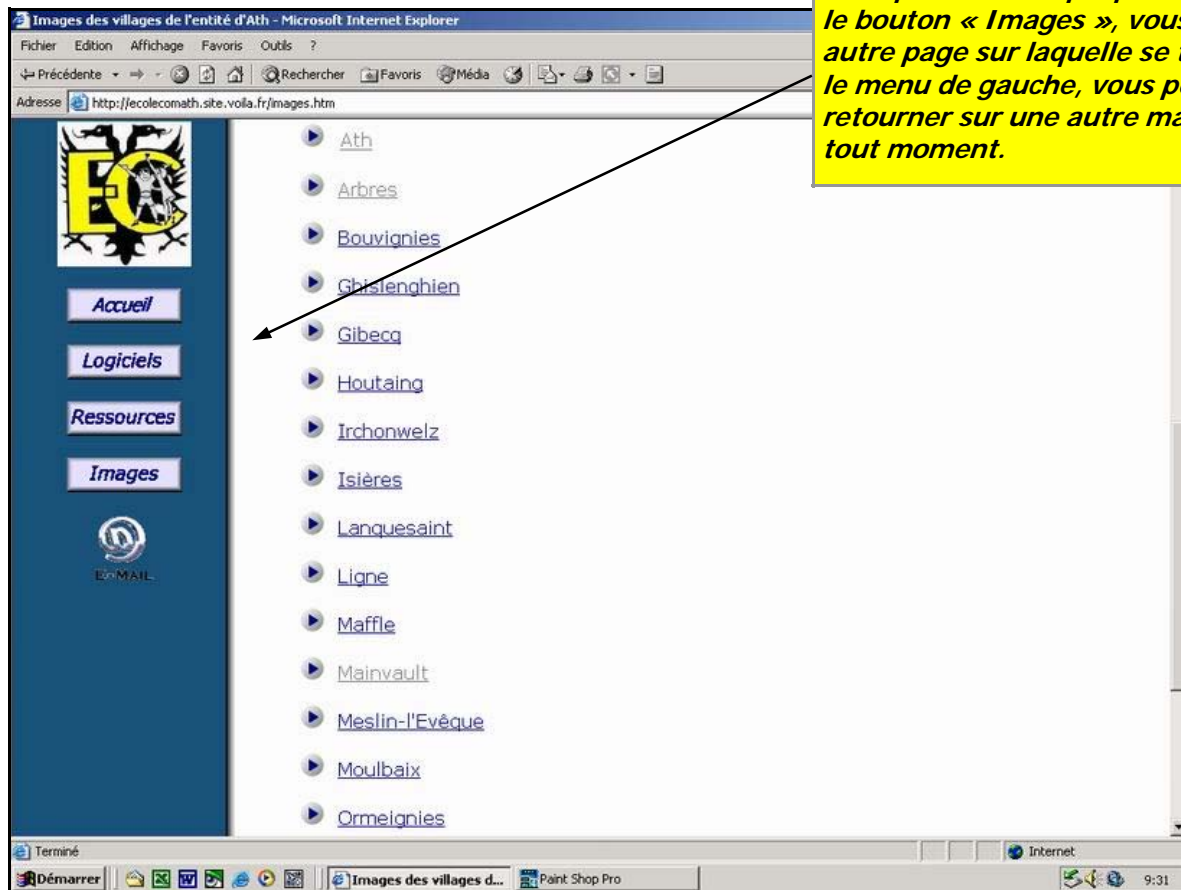 Images des villages de l'entité d'Ath - Microsoft Internet Explorer
le bouton « Images », vous
autre page sur laquelle se
le menu de gauche, vous
retourner sur une autre
tout moment.
Fichier Edition Affichage Favoris Outils ?
Précédente Rechercher Favoris Média
Adresse http://ecolecomath.site.voila.fr/images.htm
EC
Accueil
Logiciels
Ressources
Images
E-MAIL
Ath
Arbres
Bouvignies
Ghislenghien
Gibecq
Houtaing
Irchonwelz
Isières
Lanquesaint
Ligne
Maffle
Mainvault
Meslin-l'Evêque
Moulbaix
Ormeignies
Terminé Internet
Démarrer Images des villages d... Paint Shop Pro 9:31